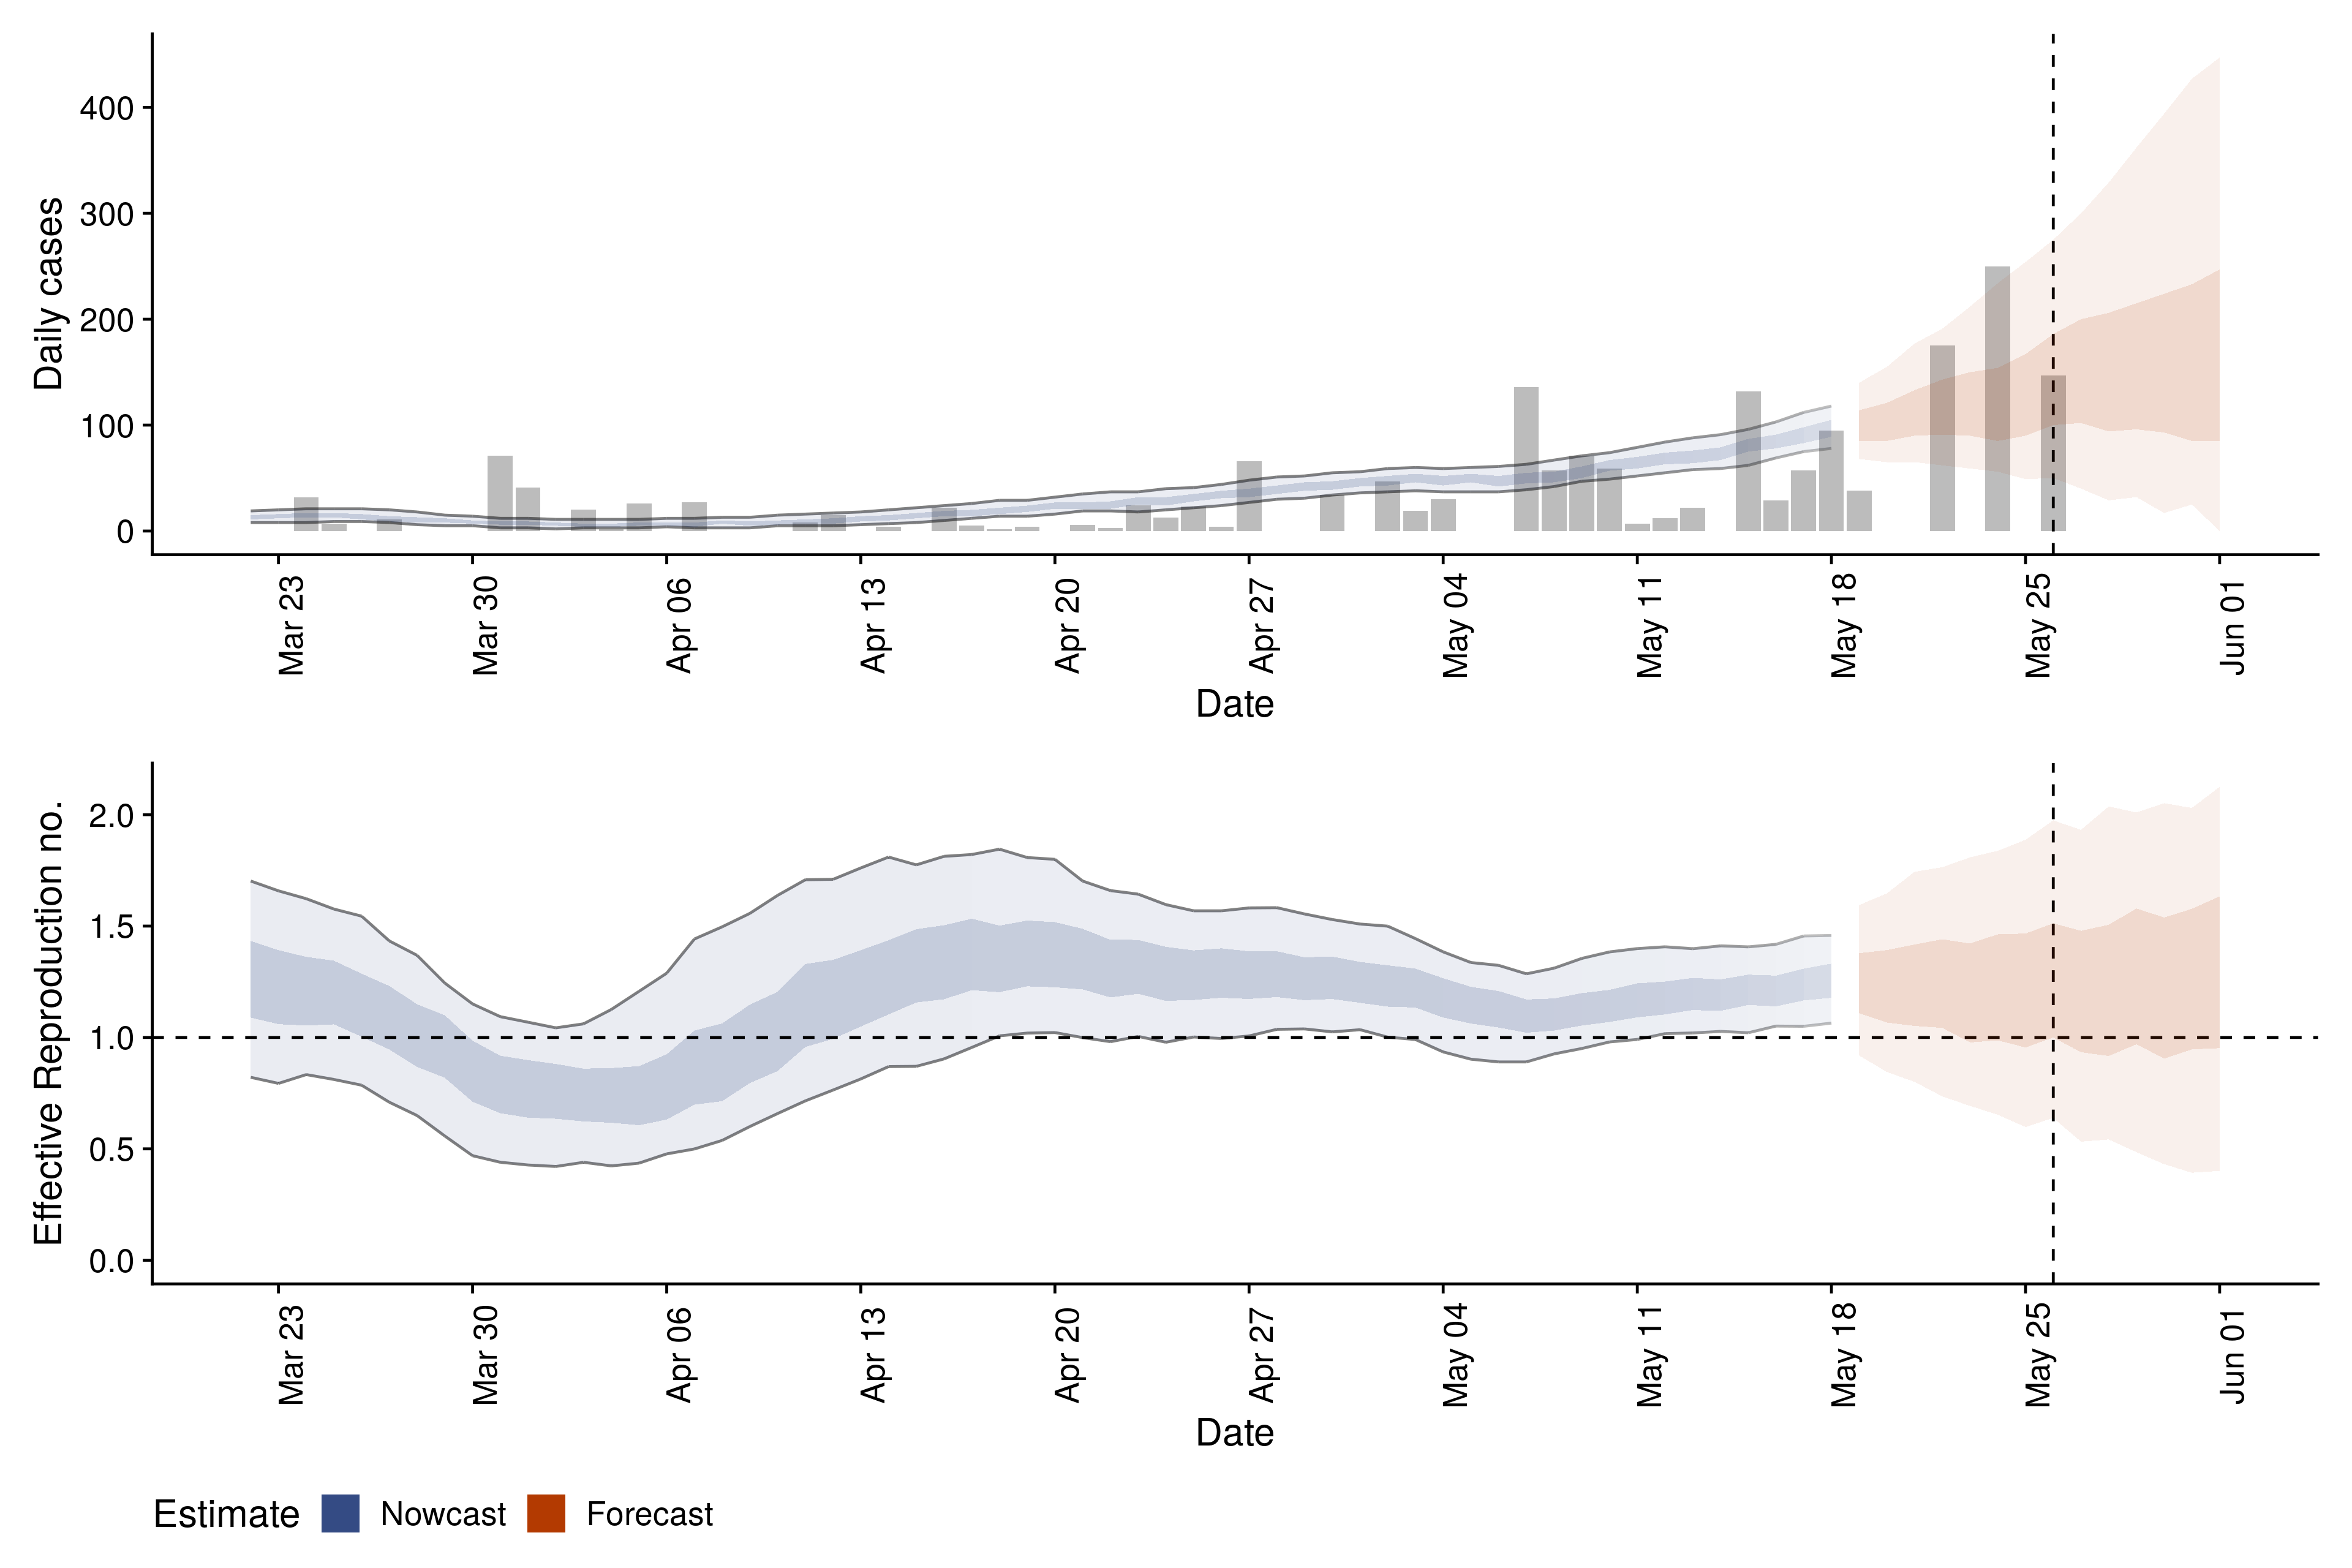 Daily cases
400
300
200
100
0
Mar 23
Mar 30
Apr 06
Apr 13
Apr 20
Apr 27
May 04
May 11
May 18
May 25
Jun 01
Date
Effective Reproduction no.
2.0
1.5
1.0
0.5
0.0
Mar 23
Mar 30
Apr 06
Apr 13
Apr 20
Apr 27
May 04
May 11
May 18
May 25
Jun 01
Date
Estimate Nowcast Forecast